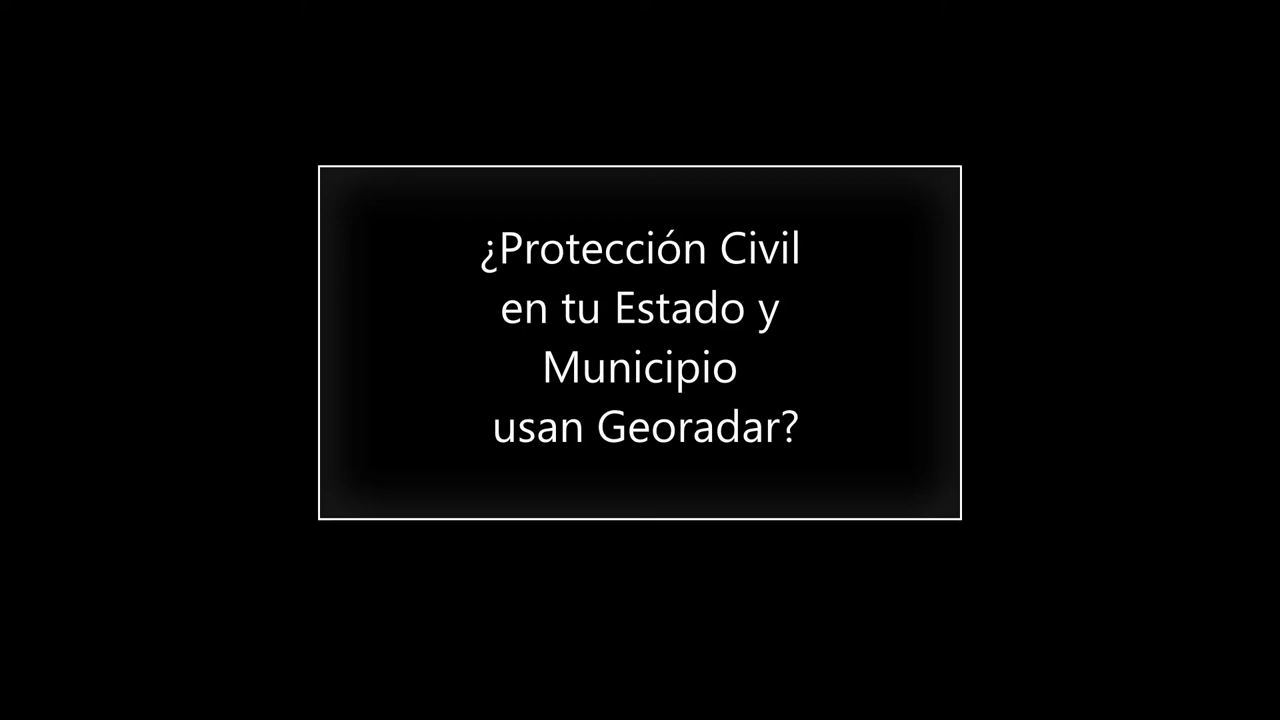 ¿Protección Civil
en tu Estado y
Municipio
usan Georadar?